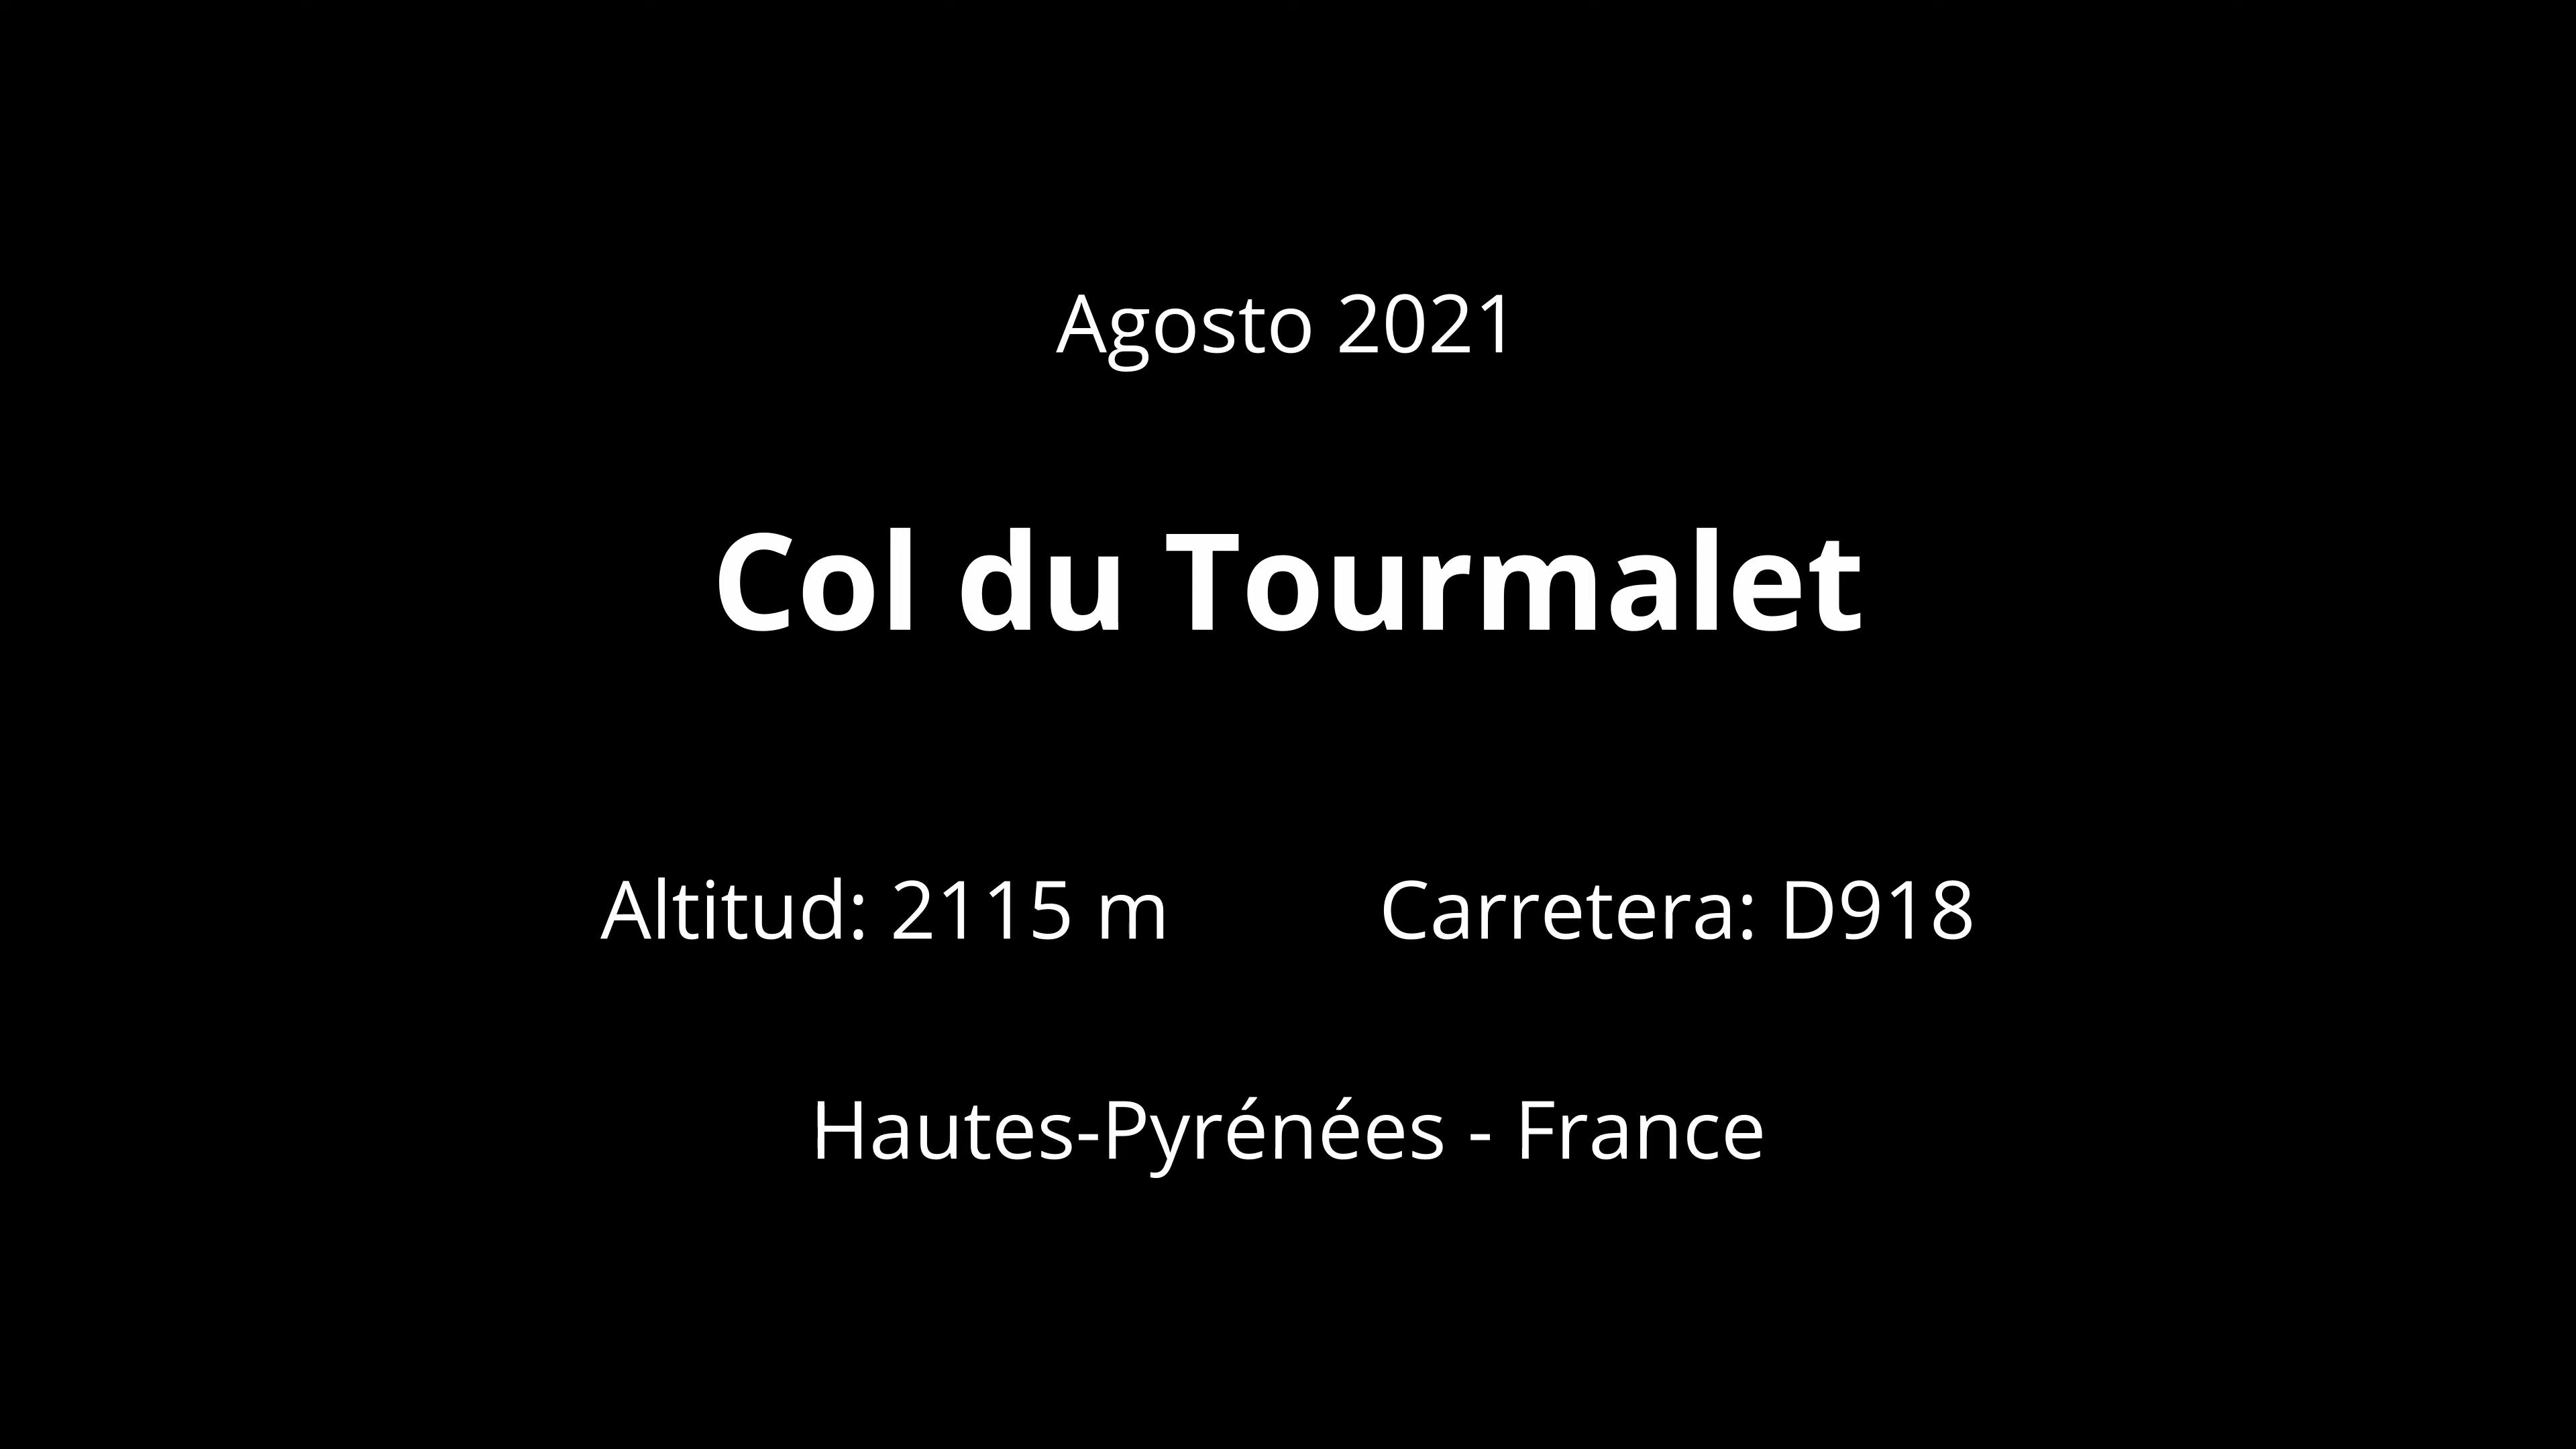 Agosto 2021
Col du Tourmalet
Altitud: 2115 m Carretera: D918
Hautes-Pyrénées - France